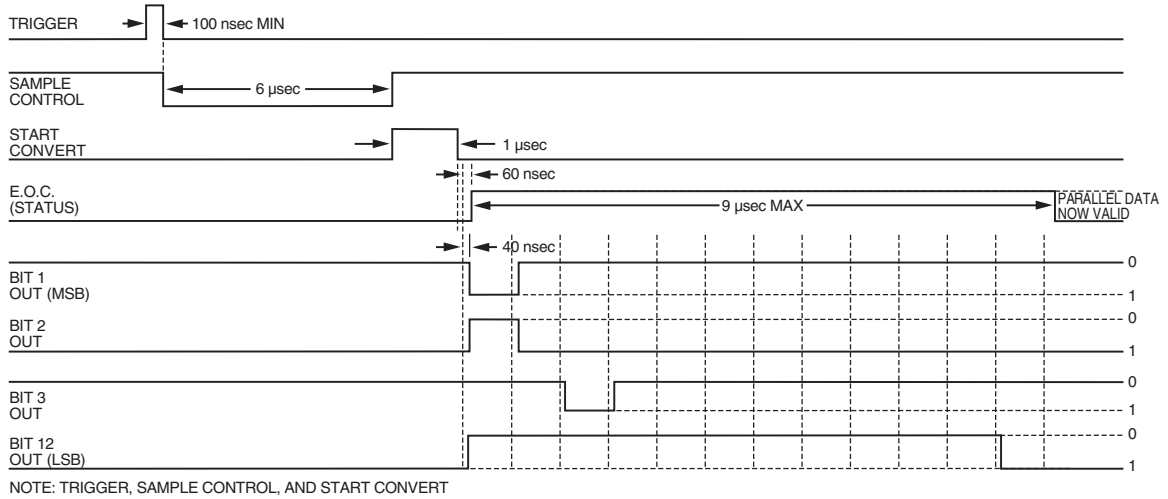 TRIGGER
100 nsec MIN
SAMPLE
CONTROL
6 µsec
START
CONVERT
1 µsec
60 nsec
E.O.C.
(STATUS)
9 µsec MAX
PARALLEL DATA
NOW VALID
40 nsec
BIT 1
OUT (MSB)
0
1
BIT 2
OUT
0
1
BIT 3
OUT
0
1
BIT 12
OUT (LSB)
0
1
NOTE: TRIGGER, SAMPLE CONTROL, AND START CONVERT